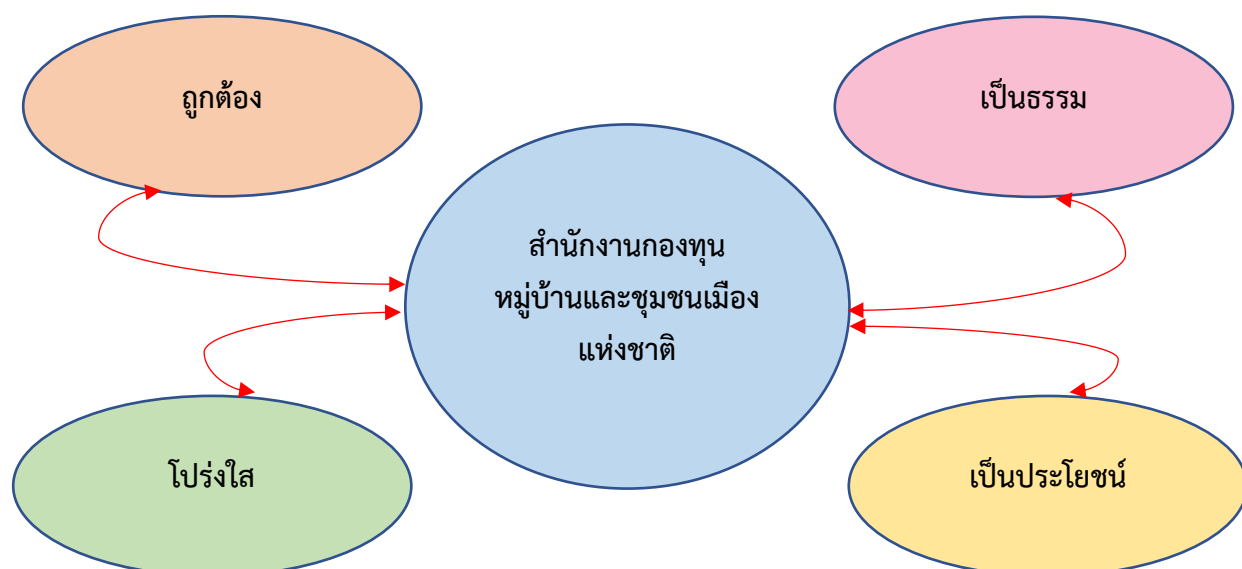 ถูกต้อง
เป็นธรรม
สำนักงานกองทุน
หมู่บ้านและชุมชนเมือง
แห่งชาติ
โปร่งใส
เป็นประโยชน์